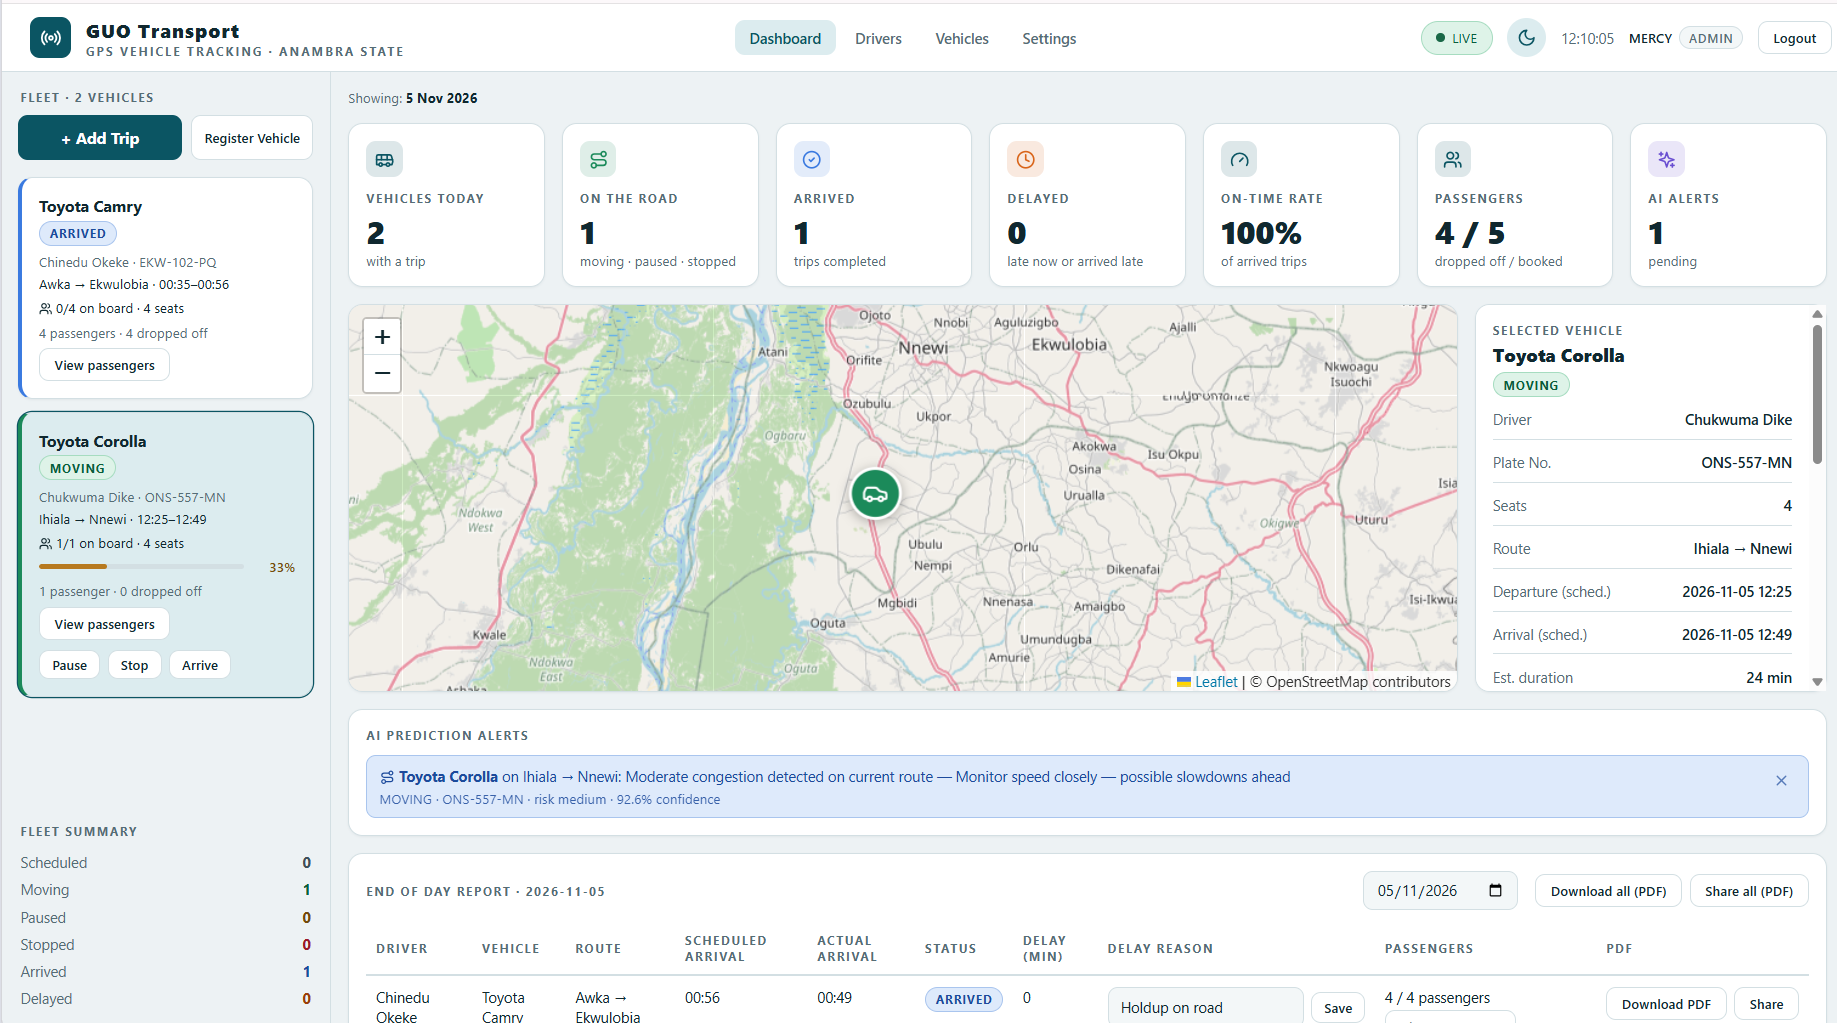 GUO Transport
GPS VEHICLE TRACKING · ANAMBRA STATE
Dashboard
Drivers
Vehicles
Settings
LIVE
12:10:05
MERCY
ADMIN
Logout
FLEET · 2 VEHICLES
+ Add Trip
Register Vehicle
Toyota Camry
ARRIVED
Chinedu Okeke · EKW-102-PQ
Awka → Ekwulobia · 00:35–00:56
0/4 on board · 4 seats
4 passengers · 4 dropped off
View passengers
Toyota Corolla
MOVING
Chukwuma Dike · ONS-557-MN
Ihiala → Nnewi · 12:25–12:49
1/1 on board · 4 seats
33%
1 passenger · 0 dropped off
View passengers
Pause
Stop
Arrive
FLEET SUMMARY
Scheduled 0
Moving 1
Paused 0
Stopped 0
Arrived 1
Delayed 0
Showing: 5 Nov 2026
VEHICLES TODAY
2
with a trip
ON THE ROAD
1
moving · paused · stopped
ARRIVED
1
trips completed
DELAYED
0
late now or arrived late
ON-TIME RATE
100%
of arrived trips
PASSENGERS
4 / 5
dropped off / booked
AI ALERTS
1
pending
+
−
Ojoto
Nnobi
Aguluzigbo
Ajalli
Atani
Nnewi
Ekwulobia
Orifite
Nkwoagu
Isuochi
Ozubulu
Ukpor
Ogbaru
Akokwa
Isu Okpu
Osina
Urualla
Ndokwa
West
Okigwe
Uturu
Ubulu
Orlu
Nempi
Dikenafai
Mgbidi
Nnenasa
Amaigbo
Oguta
Kwale
Umundugba
Amurie
Ndokwa
East
Oguta
Leaflet | © OpenStreetMap contributors
SELECTED VEHICLE
Toyota Corolla
MOVING
Driver Chukwuma Dike
Plate No. ONS-557-MN
Seats 4
Route Ihiala → Nnewi
Departure (sched.) 2026-11-05 12:25
Arrival (sched.) 2026-11-05 12:49
Est. duration 24 min
AI PREDICTION ALERTS
Toyota Corolla on Ihiala → Nnewi: Moderate congestion detected on current route — Monitor speed closely — possible slowdowns ahead
MOVING · ONS-557-MN · risk medium · 92.6% confidence
END OF DAY REPORT · 2026-11-05
05/11/2026
Download all (PDF)
Share all (PDF)
DRIVER
VEHICLE
ROUTE
SCHEDULED
ARRIVAL
ACTUAL
ARRIVAL
STATUS
DELAY
(MIN)
DELAY REASON
PASSENGERS
PDF
Chinedu
Okeke
Toyota
Camry
Awka →
Ekwulobia
00:56
00:49
ARRIVED
0
Holdup on road
Save
4 / 4 passengers
Download PDF
Share